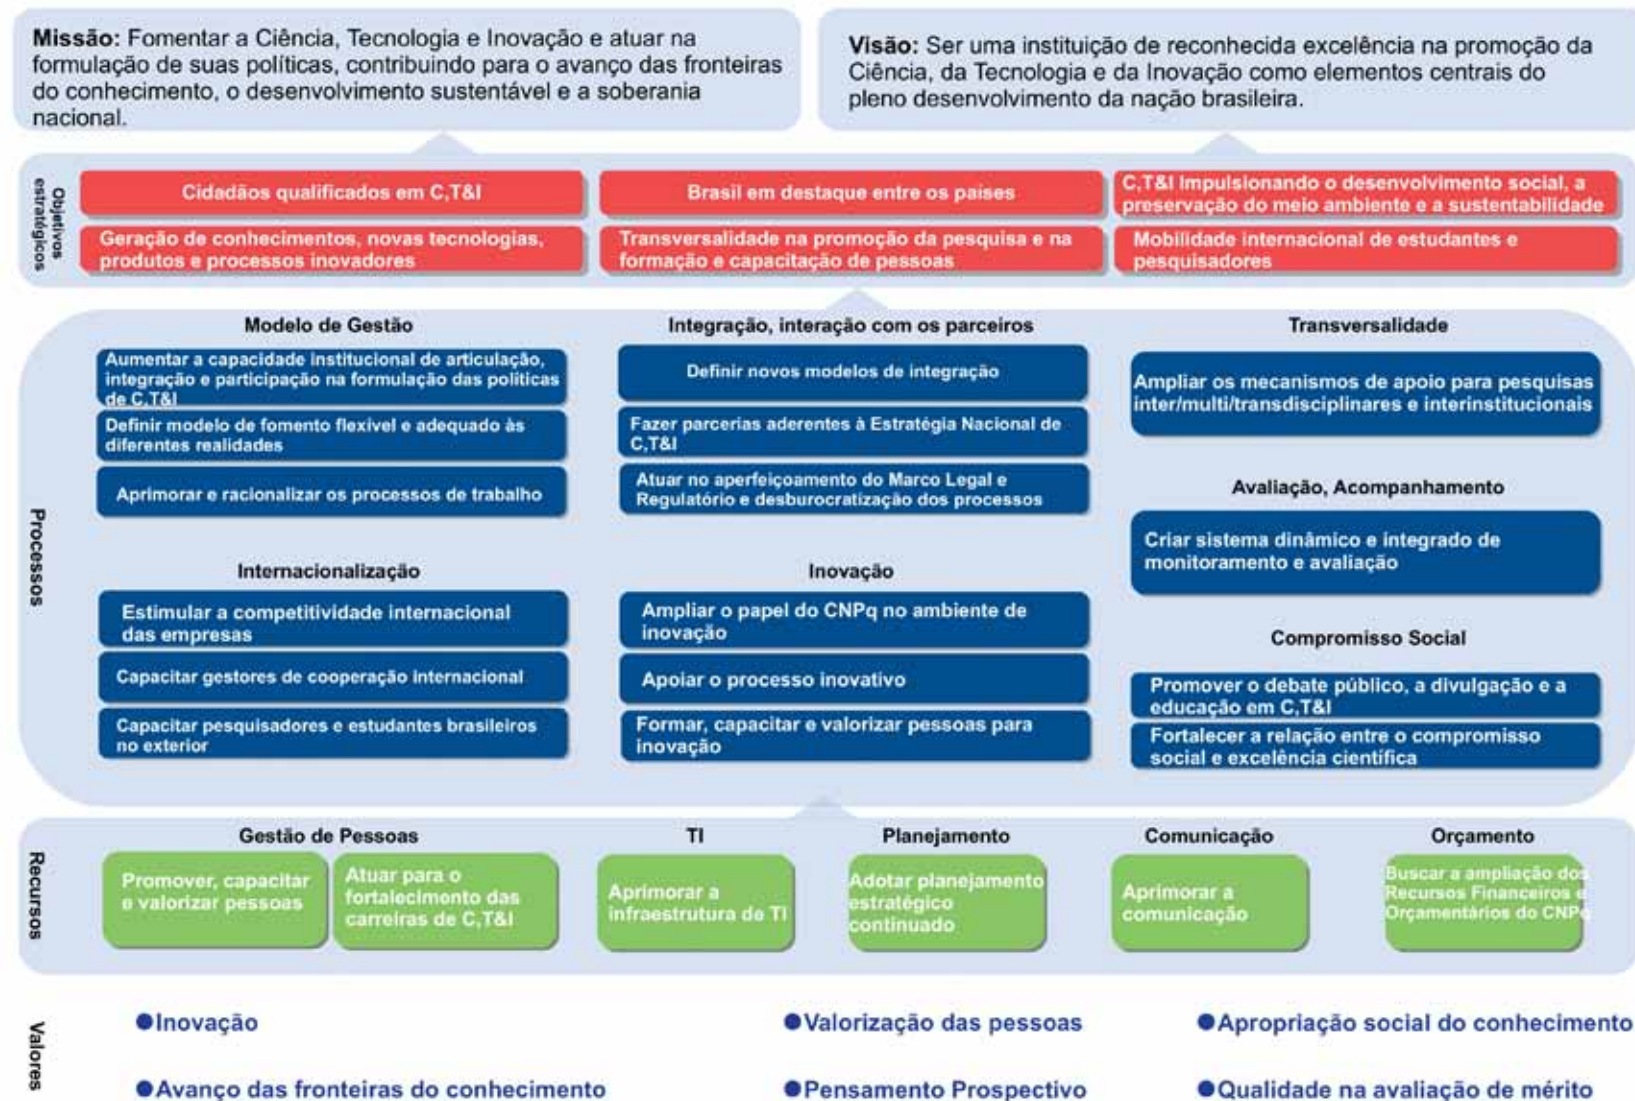 Missão: Fomentar a Ciência, Tecnologia e Inovação e atuar na
formulação de suas políticas, contribuindo para o avanço das fronteiras
do conhecimento, o desenvolvimento sustentável e a soberania
nacional.
Visão: Ser uma instituição de reconhecida excelência na promoção da
Ciência, da Tecnologia e da Inovação como elementos centrais do
pleno desenvolvimento da nação brasileira.
Objetivos
estratégicos
Cidadãos qualificados em C,T&I
Brasil em destaque entre os países
C,T&I Impulsionando o desenvolvimento social, a
preservação do meio ambiente e a sustentabilidade
Geração de conhecimentos, novas tecnologias,
produtos e processos inovadores
Transversalidade na promoção da pesquisa e na
formação e capacitação de pessoas
Mobilidade internacional de estudantes e
pesquisadores
Processos
Modelo de Gestão
Aumentar a capacidade institucional de articulação,
integração e participação na formulação das políticas
de C,T&I
Definir modelo de fomento flexível e adequado às
diferentes realidades
Aprimorar e racionalizar os processos de trabalho
Integração, interação com os parceiros
Definir novos modelos de integração
Fazer parcerias aderentes à Estratégia Nacional de
C,T&I
Atuar no aperfeiçoamento do Marco Legal e
Regulatório e desburocratização dos processos
Transversalidade
Ampliar os mecanismos de apoio para pesquisas
inter/multi/transdisciplinares e interinstitucionais
Avaliação, Acompanhamento
Criar sistema dinâmico e integrado de
monitoramento e avaliação
Internacionalização
Estimular a competitividade internacional
das empresas
Capacitar gestores de cooperação internacional
Capacitar pesquisadores e estudantes brasileiros
no exterior
Inovação
Ampliar o papel do CNPq no ambiente de
inovação
Apoiar o processo inovativo
Formar, capacitar e valorizar pessoas para
inovação
Compromisso Social
Promover o debate público, a divulgação e a
educação em C,T&I
Fortalecer a relação entre o compromisso
social e excelência científica
Recursos
Gestão de Pessoas
Promover, capacitar
e valorizar pessoas
Atuar para o
fortalecimento das
carreiras de C,T&I
TI
Aprimorar a
infraestrutura de TI
Planejamento
Adotar planejamento
estratégico
continuado
Comunicação
Aprimorar a
comunicação
Orçamento
Buscar a ampliação dos
Recursos Financeiros e
Orçamentários do CNPq
Valores
●Inovação
●Valorização das pessoas
●Apropriação social do conhecimento
●Avanço das fronteiras do conhecimento
●Pensamento Prospectivo
●Qualidade na avaliação de mérito